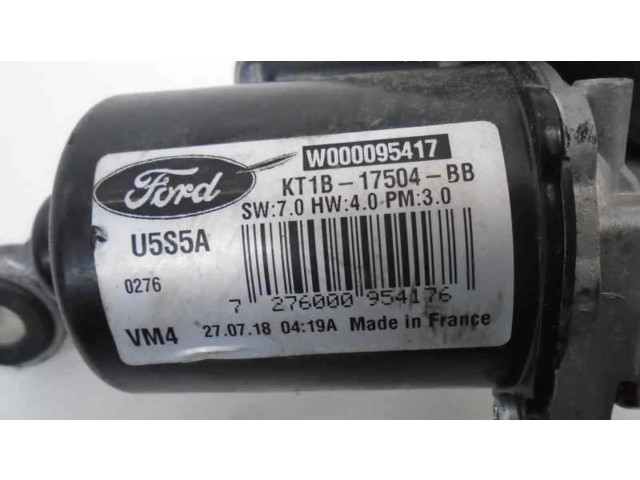 W000095417
Ford
KT1B-17504-BB
SW:7.0 HW:4.0 PM:3.0
U5S5A
0276
7 276000 954176
VM4 27.07.18 04:19A Made in France